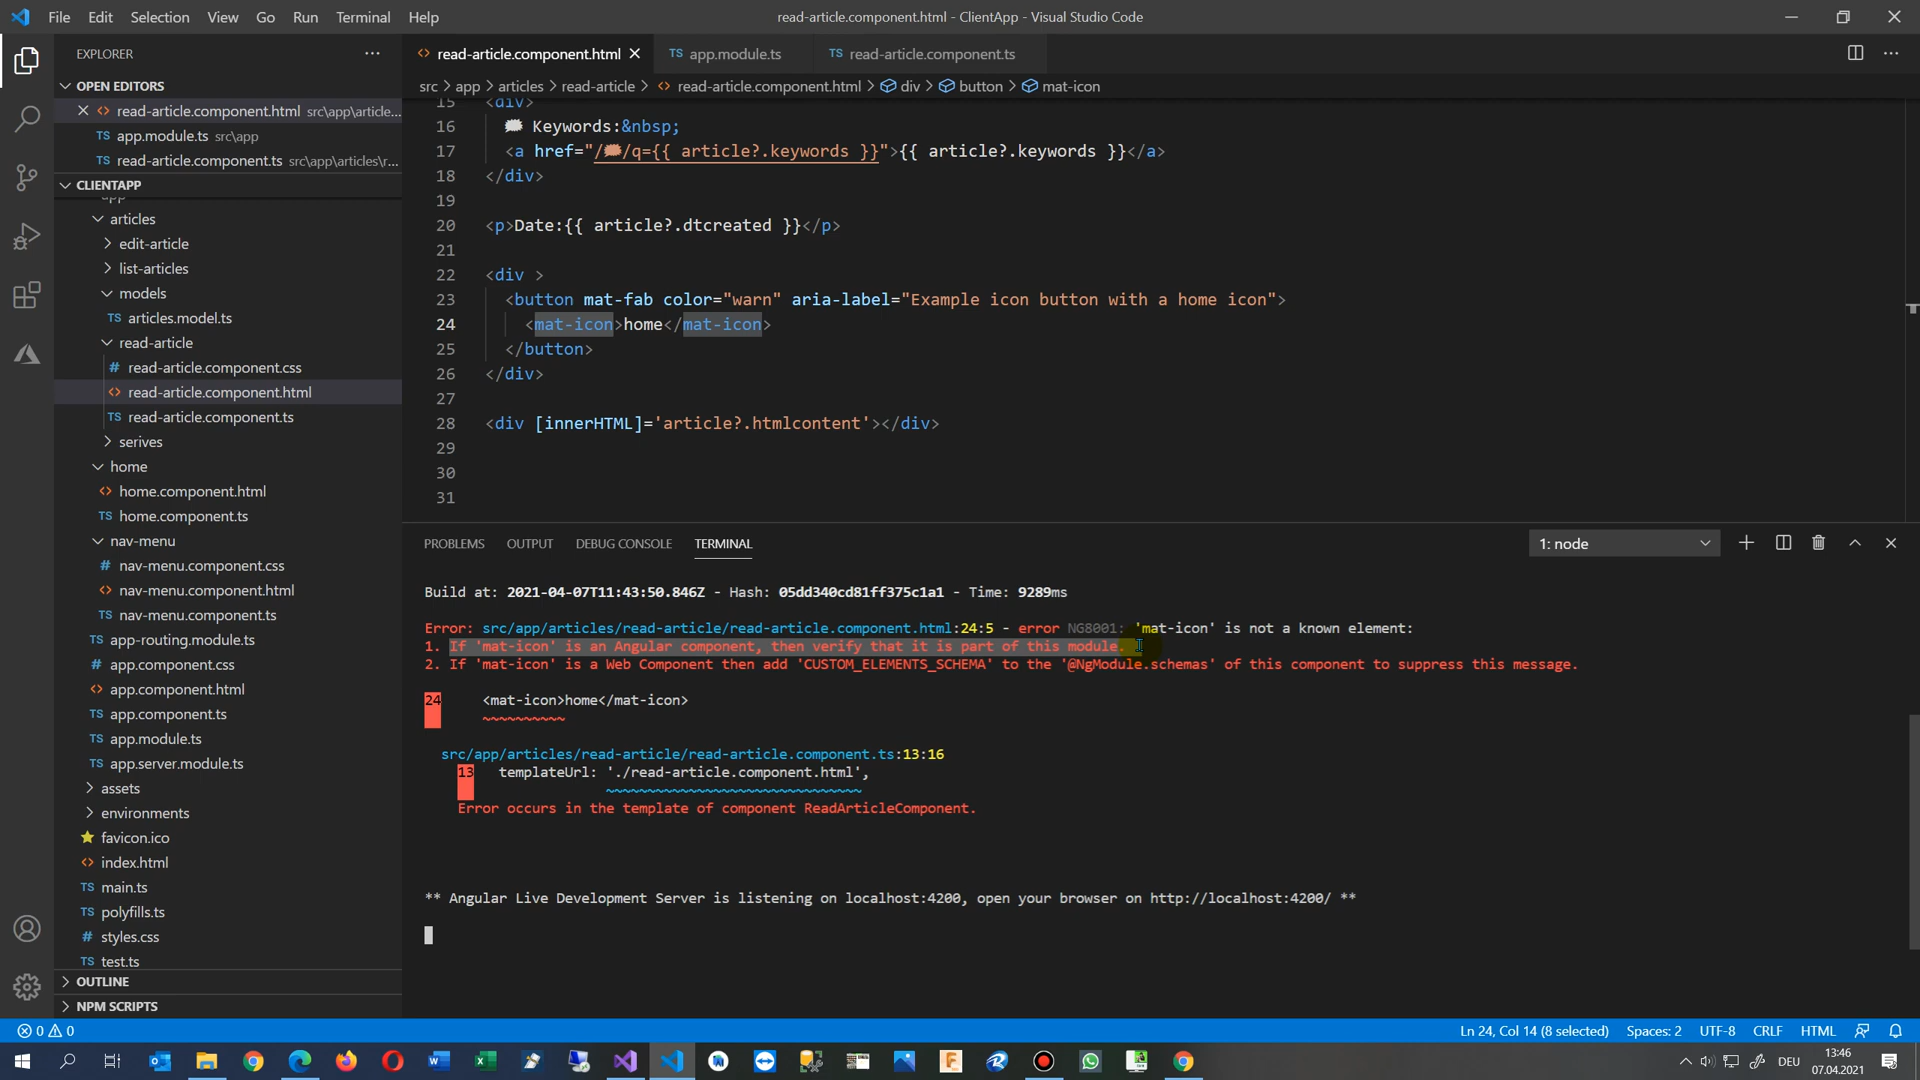 File Edit Selection View Go Run Terminal Help
read-article.component.html - ClientApp - Visual Studio Code
EXPLORER
OPEN EDITORS
read-article.component.html src\app\article...
app.module.ts src\app
read-article.component.ts src\app\articles\r...
CLIENTAPP
app
articles
edit-article
list-articles
models
articles.model.ts
read-article
read-article.component.css
read-article.component.html
read-article.component.ts
serives
home
home.component.html
home.component.ts
nav-menu
nav-menu.component.css
nav-menu.component.html
nav-menu.component.ts
app-routing.module.ts
app.component.css
app.component.html
app.component.ts
app.module.ts
app.server.module.ts
assets
environments
favicon.ico
index.html
main.ts
polyfills.ts
styles.css
test.ts
OUTLINE
NPM SCRIPTS
read-article.component.html
TS app.module.ts
TS read-article.component.ts
src > app > articles > read-article > read-article.component.html > div > button > mat-icon
15 <div>
16 Keywords:&nbsp;
17 <a href="/🗯/q={{ article?.keywords }}">{{ article?.keywords }}</a>
18 </div>
19
20 <p>Date:{{ article?.dtcreated }}</p>
21
22 <div >
23 <button mat-fab color="warn" aria-label="Example icon button with a home icon">
24 <mat-icon>home</mat-icon>
25 </button>
26 </div>
27
28 <div [innerHTML]='article?.htmlcontent'></div>
29
30
31
PROBLEMS OUTPUT DEBUG CONSOLE TERMINAL
1: node
Build at: 2021-04-07T11:43:50.846Z - Hash: 05dd340cd81ff375c1a1 - Time: 9289ms
Error: src/app/articles/read-article/read-article.component.html:24:5 - error NG8001: 'mat-icon' is not a known element:
1. If 'mat-icon' is an Angular component, then verify that it is part of this module.
2. If 'mat-icon' is a Web Component then add 'CUSTOM_ELEMENTS_SCHEMA' to the '@NgModule.schemas' of this component to suppress this message.
24 <mat-icon>home</mat-icon>
~~~~~~~~~~
src/app/articles/read-article/read-article.component.ts:13:16
13 templateUrl: './read-article.component.html',
~~~~~~~~~~~~~~~~~~~~~~~~~~~~~~~
Error occurs in the template of component ReadArticleComponent.
** Angular Live Development Server is listening on localhost:4200, open your browser on http://localhost:4200/ **
0 0
Ln 24, Col 14 (8 selected) Spaces: 2 UTF-8 CRLF HTML
DEU
13:46
07.04.2021